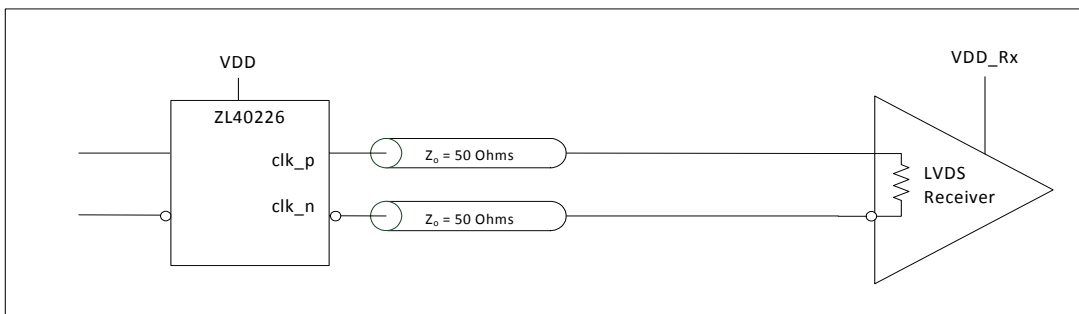 VDD
VDD_Rx
ZL40226
clk_p
Zₒ = 50 Ohms
LVDS
Receiver
clk_n
Zₒ = 50 Ohms